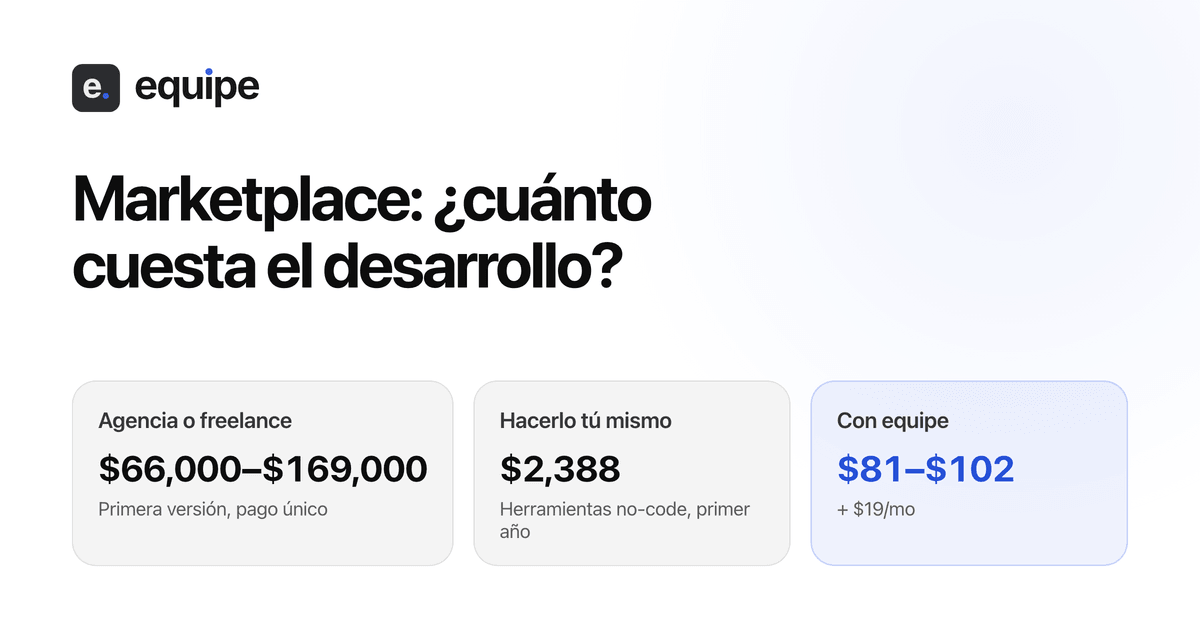 e.
equipe
Marketplace: ¿cuánto
cuesta el desarrollo?
Agencia o freelance
$66,000–$169,000
Primera versión, pago único
Hacerlo tú mismo
$2,388
Herramientas no-code, primer
año
Con equipe
$81–$102
+ $19/mo